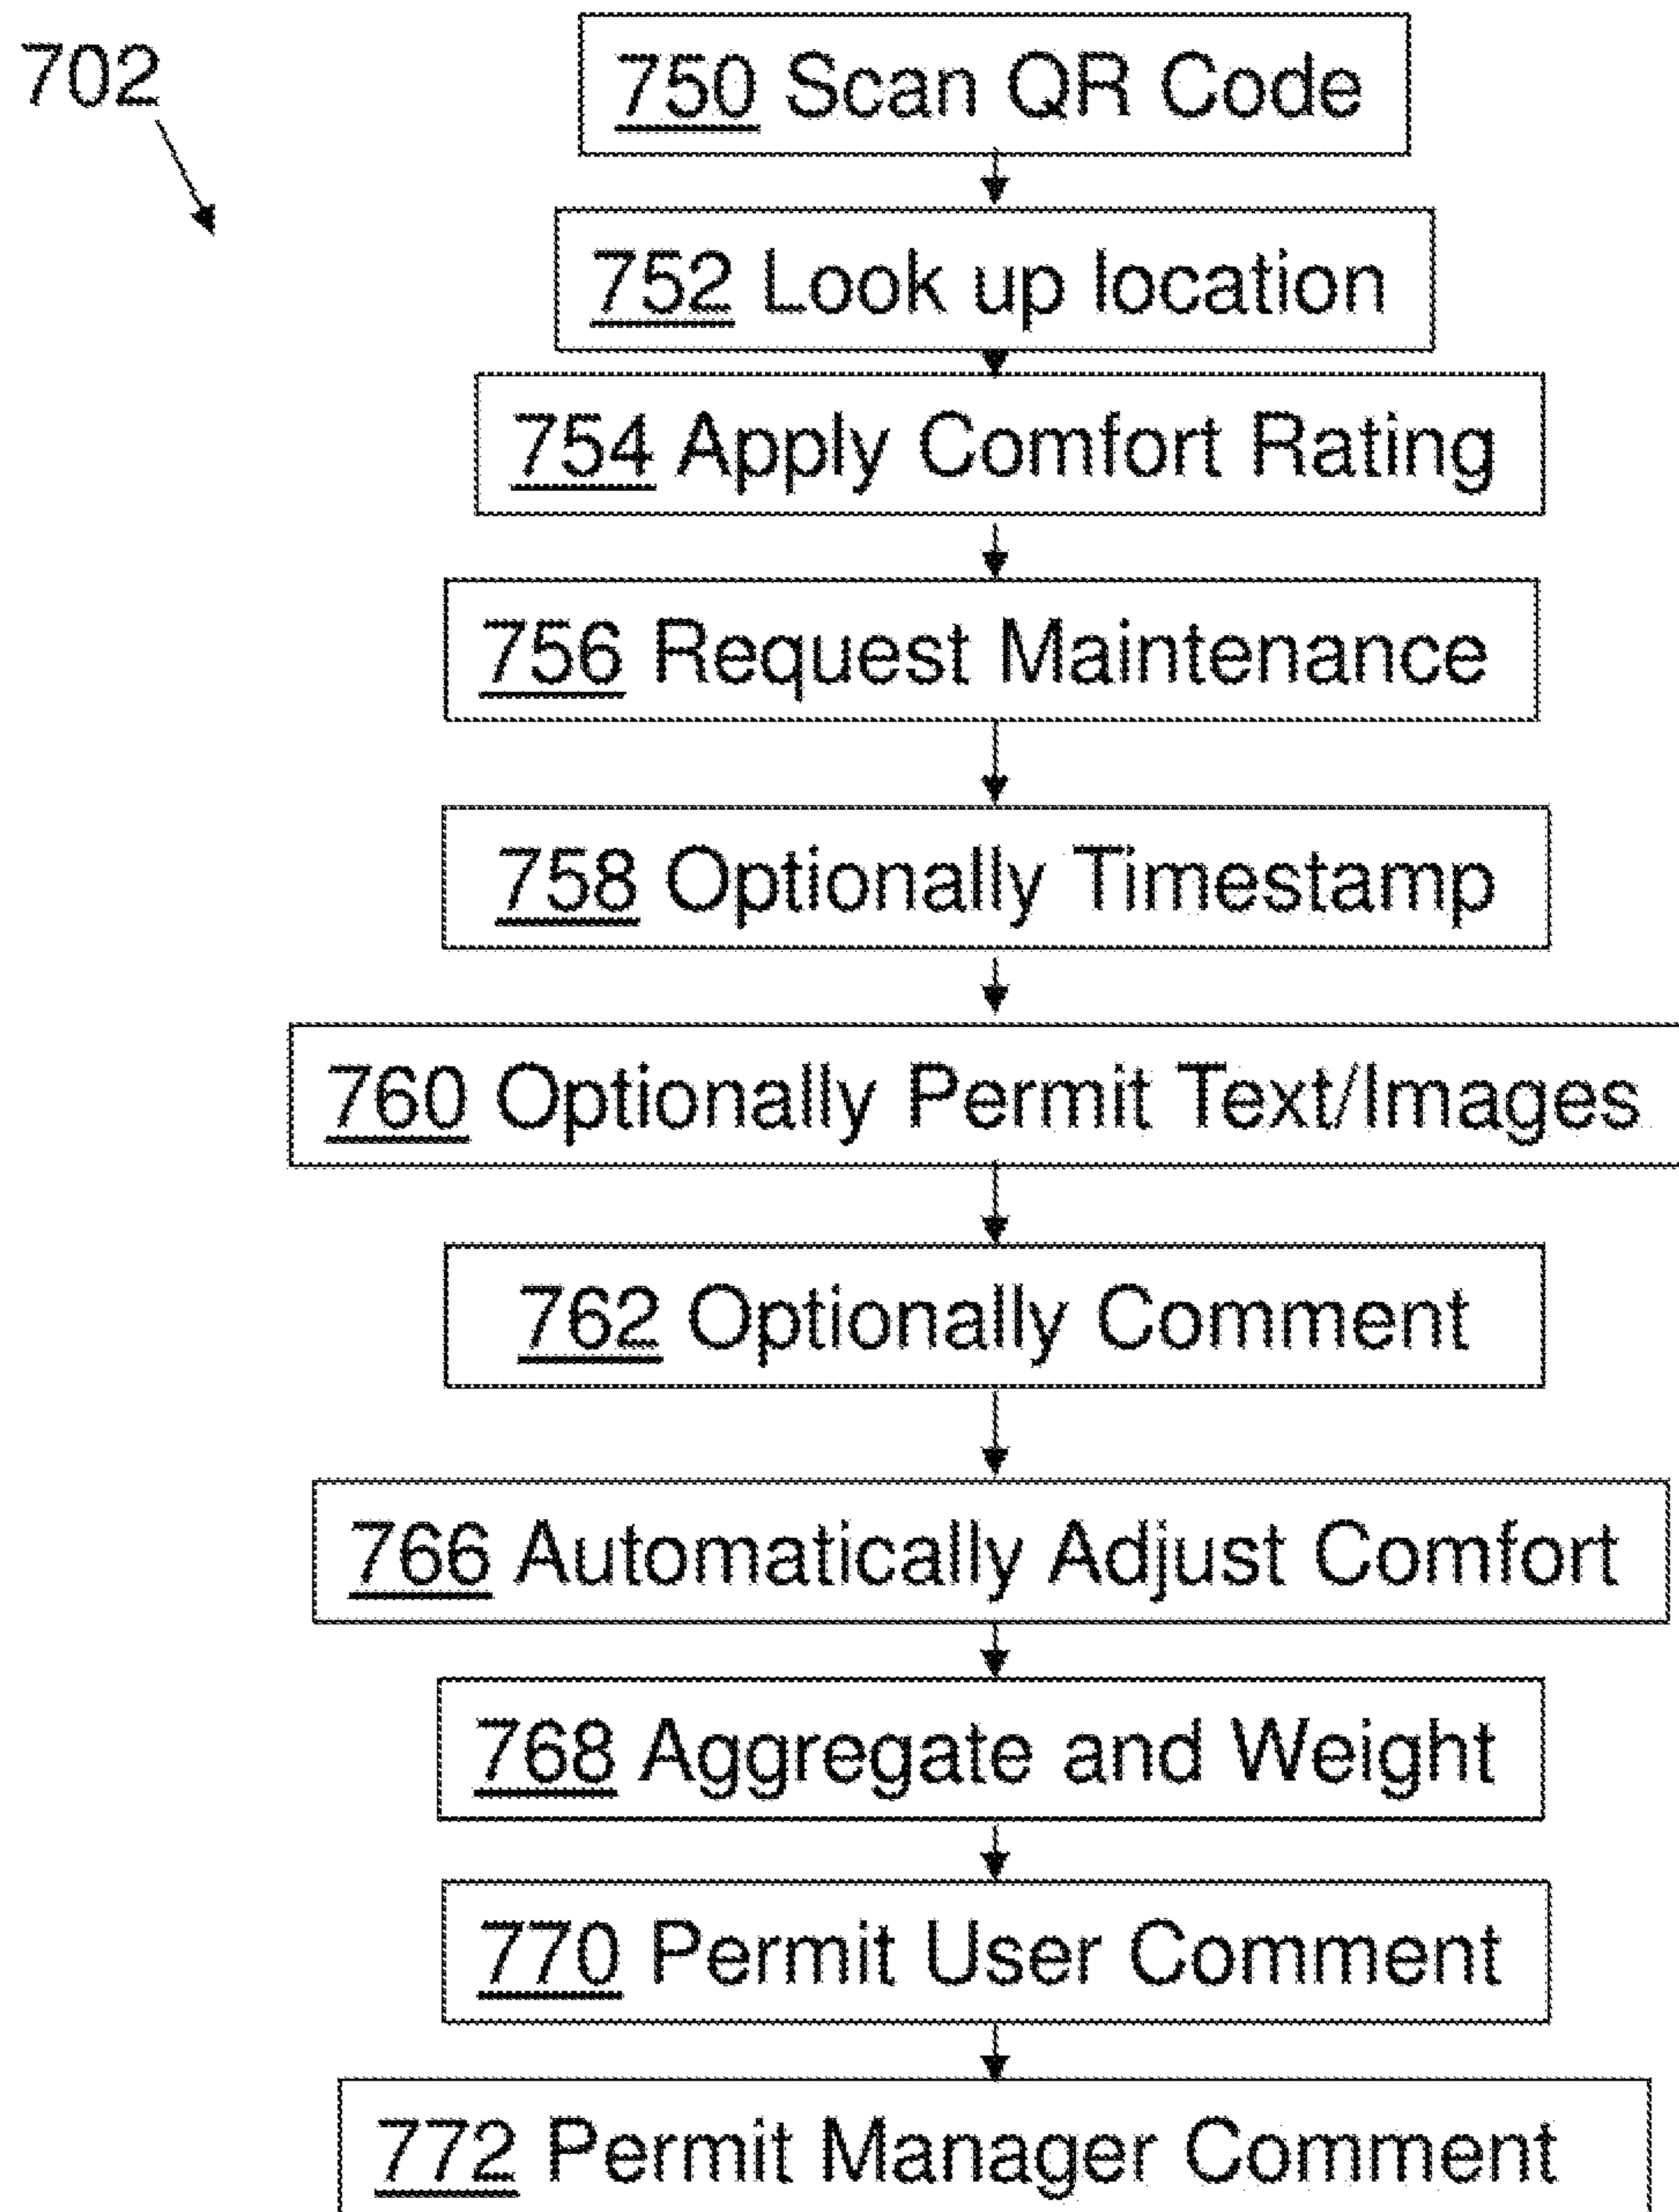 702
750 Scan QR Code
752 Look up location
754 Apply Comfort Rating
756 Request Maintenance
758 Optionally Timestamp
760 Optionally Permit Text/Images
762 Optionally Comment
766 Automatically Adjust Comfort
768 Aggregate and Weight
770 Permit User Comment
772 Permit Manager Comment